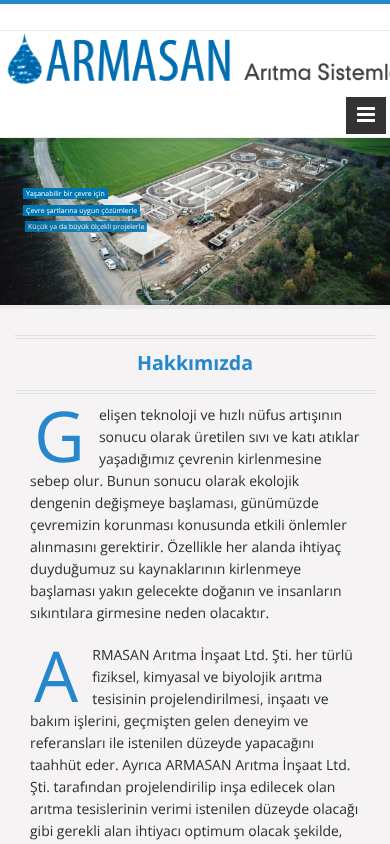 ARMASAN Arıtma Sisteml
Yaşanabilir bir çevre için
Çevre şartlarına uygun çözümlerle
Küçük ya da büyük ölçekli projelerle
Hakkımızda
Gelişen teknoloji ve hızlı nüfus artışının
sonucu olarak üretilen sıvı ve katı atıklar
yaşadığımız çevrenin kirlenmesine
sebep olur. Bunun sonucu olarak ekolojik
dengenin değişmeye başlaması, günümüzde
çevremizin korunması konusunda etkili önlemler
alınmasını gerektirir. Özellikle her alanda ihtiyaç
duyduğumuz su kaynaklarının kirlenmeye
başlaması yakın gelecekte doğanın ve insanların
sıkıntılara girmesine neden olacaktır.
ARMASAN Arıtma İnşaat Ltd. Şti. her türlü
fiziksel, kimyasal ve biyolojik arıtma
tesisinin projelendirilmesi, inşaatı ve
bakım işlerini, geçmişten gelen deneyim ve
referansları ile istenilen düzeyde yapacağını
taahhüt eder. Ayrıca ARMASAN Arıtma İnşaat Ltd.
Şti. tarafından projelendirilip inşa edilecek olan
arıtma tesislerinin verimi istenilen düzeyde olacağı
gibi gerekli alan ihtiyacı optimum olacak şekilde,